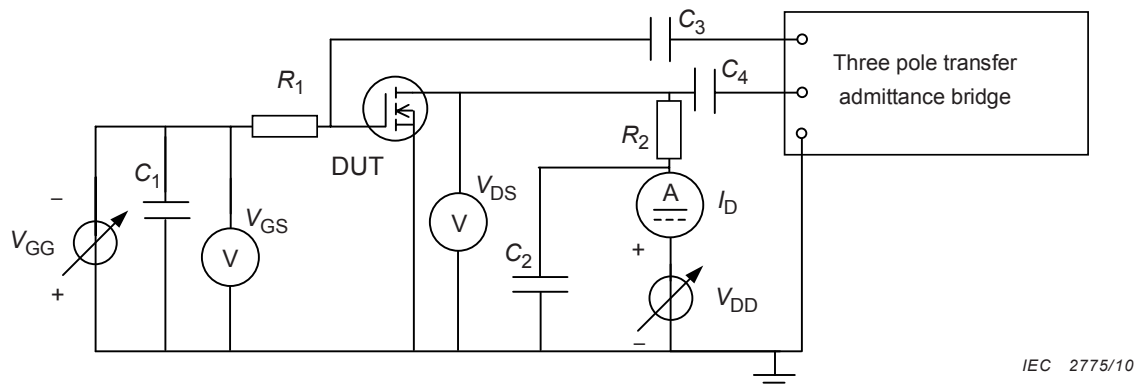 C3
Three pole transfer
admittance bridge
C4
R1
R2
DUT
C1
VDS
A
ID
–
VGS
V
+
VGG
V
C2
+
VDD
–
IEC 2775/10